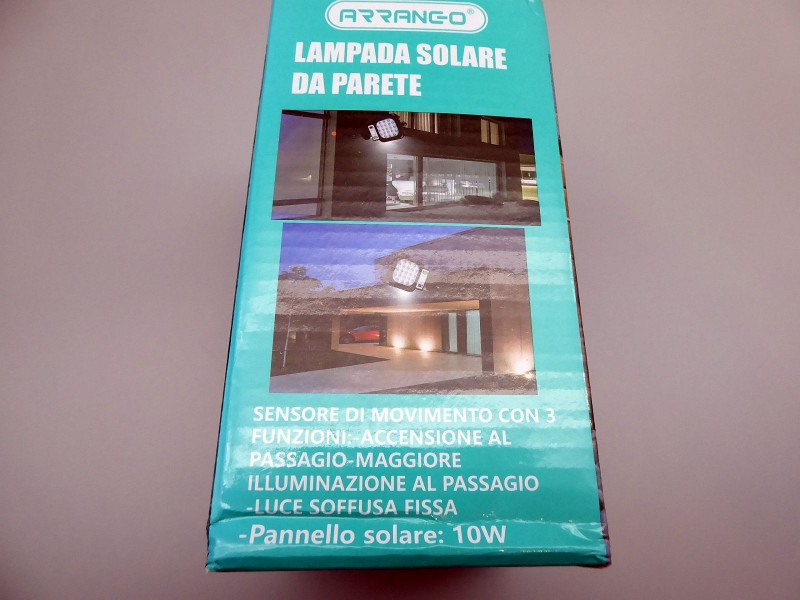 ARRANGO®
LAMPADA SOLARE
DA PARETE
SENSORE DI MOVIMENTO CON 3
FUNZIONI:-ACCENSIONE AL
PASSAGIO-MAGGIORE
ILLUMINAZIONE AL PASSAGIO
-LUCE SOFFUSA FISSA
-Pannello solare: 10W